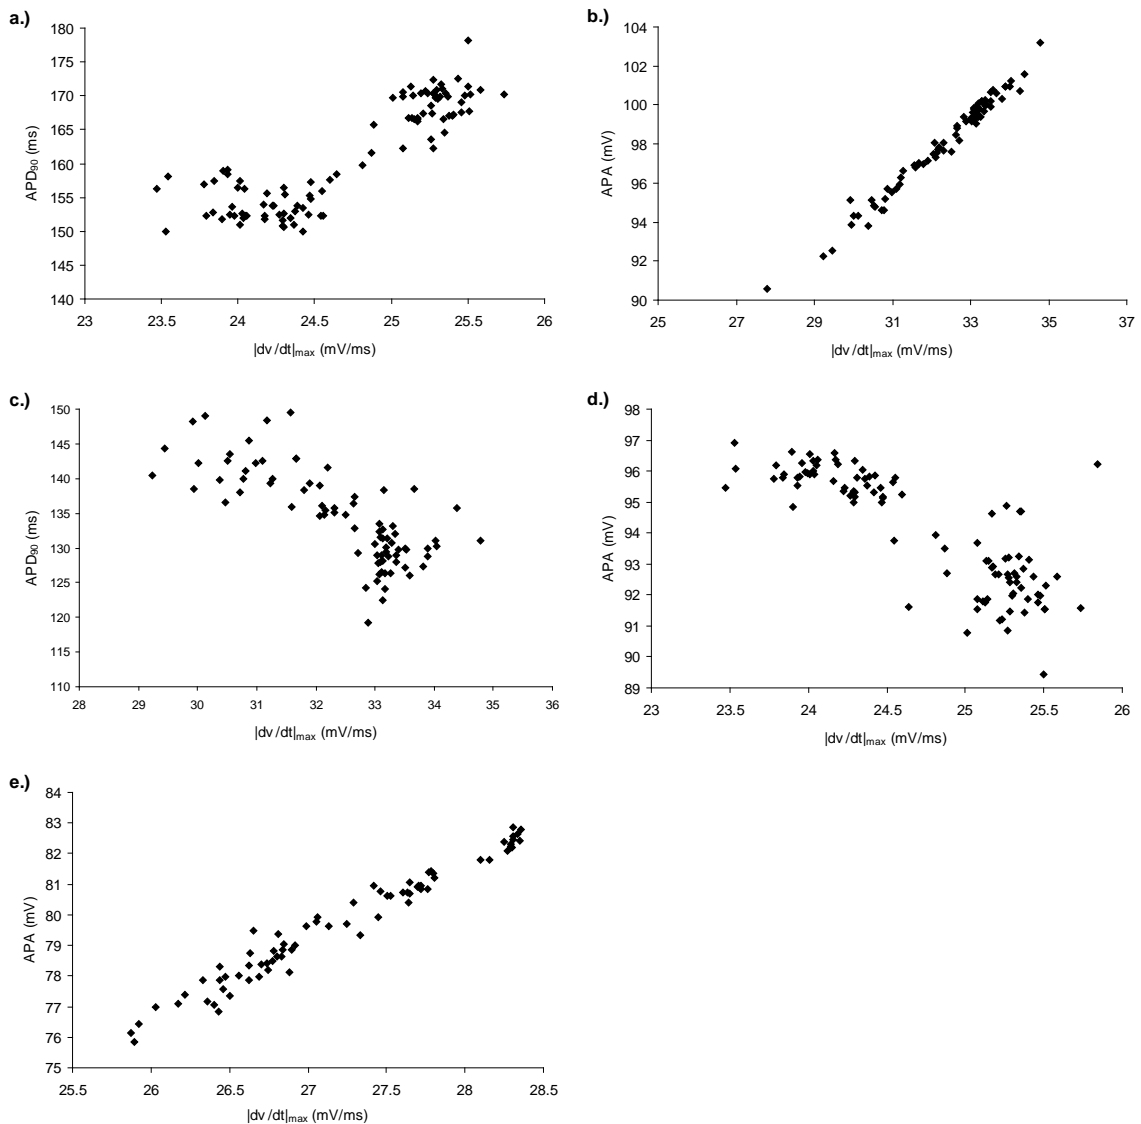 a.)
180
175
170
165
160
155
150
145
140
APD90 (ms)
23 23.5 24 24.5 25 25.5 26
|dv/dt|max (mV/ms)
b.)
104
102
100
98
96
94
92
90
APA (mV)
25 27 29 31 33 35 37
|dv/dt|max (mV/ms)
c.)
150
145
140
135
130
125
120
115
110
APD90 (ms)
28 29 30 31 32 33 34 35 36
|dv/dt|max (mV/ms)
d.)
98
97
96
95
94
93
92
91
90
89
APA (mV)
23 23.5 24 24.5 25 25.5 26
|dv/dt|max (mV/ms)
e.)
84
83
82
81
80
79
78
77
76
75
APA (mV)
25.5 26 26.5 27 27.5 28 28.5
|dv/dt|max (mV/ms)